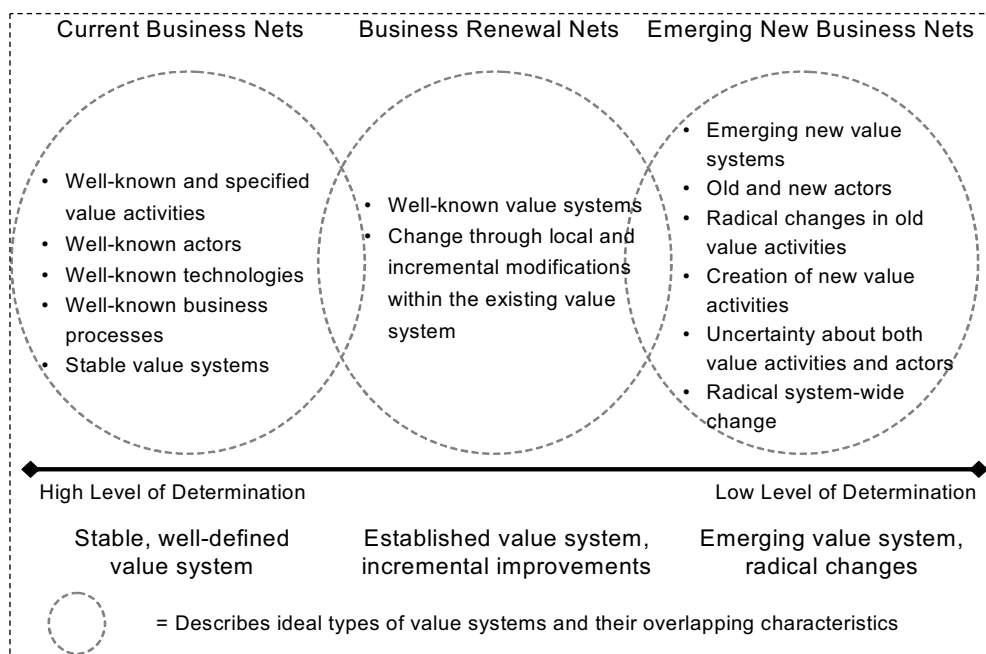 Current Business Nets
Business Renewal Nets
Emerging New Business Nets
• Well-known and specified
value activities
• Well-known actors
• Well-known technologies
• Well-known business
processes
• Stable value systems
• Well-known value systems
• Change through local and
incremental modifications
within the existing value
system
• Emerging new value
systems
• Old and new actors
• Radical changes in old
value activities
• Creation of new value
activities
• Uncertainty about both
value activities and actors
• Radical system-wide
change
High Level of Determination
Low Level of Determination
Stable, well-defined
value system
Established value system,
incremental improvements
Emerging value system,
radical changes
= Describes ideal types of value systems and their overlapping characteristics